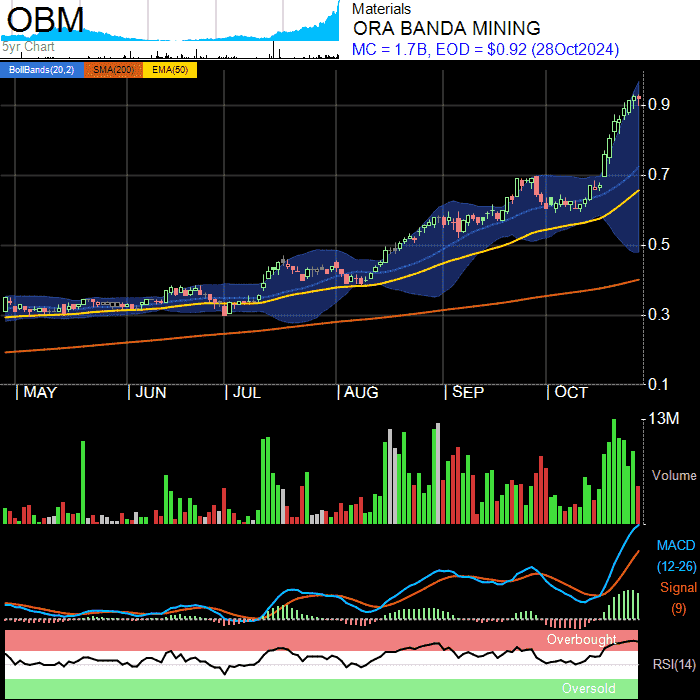 OBM
5yr Chart
Materials
ORA BANDA MINING
MC = 1.7B, EOD = $0.92 (28Oct2024)
BollBands(20,2) SMA(200) EMA(50)
0.9
0.7
0.5
0.3
0.1
MAY JUN JUL AUG SEP OCT
13M
Volume
MACD
(12-26)
Signal
(9)
Overbought
RSI(14)
Oversold